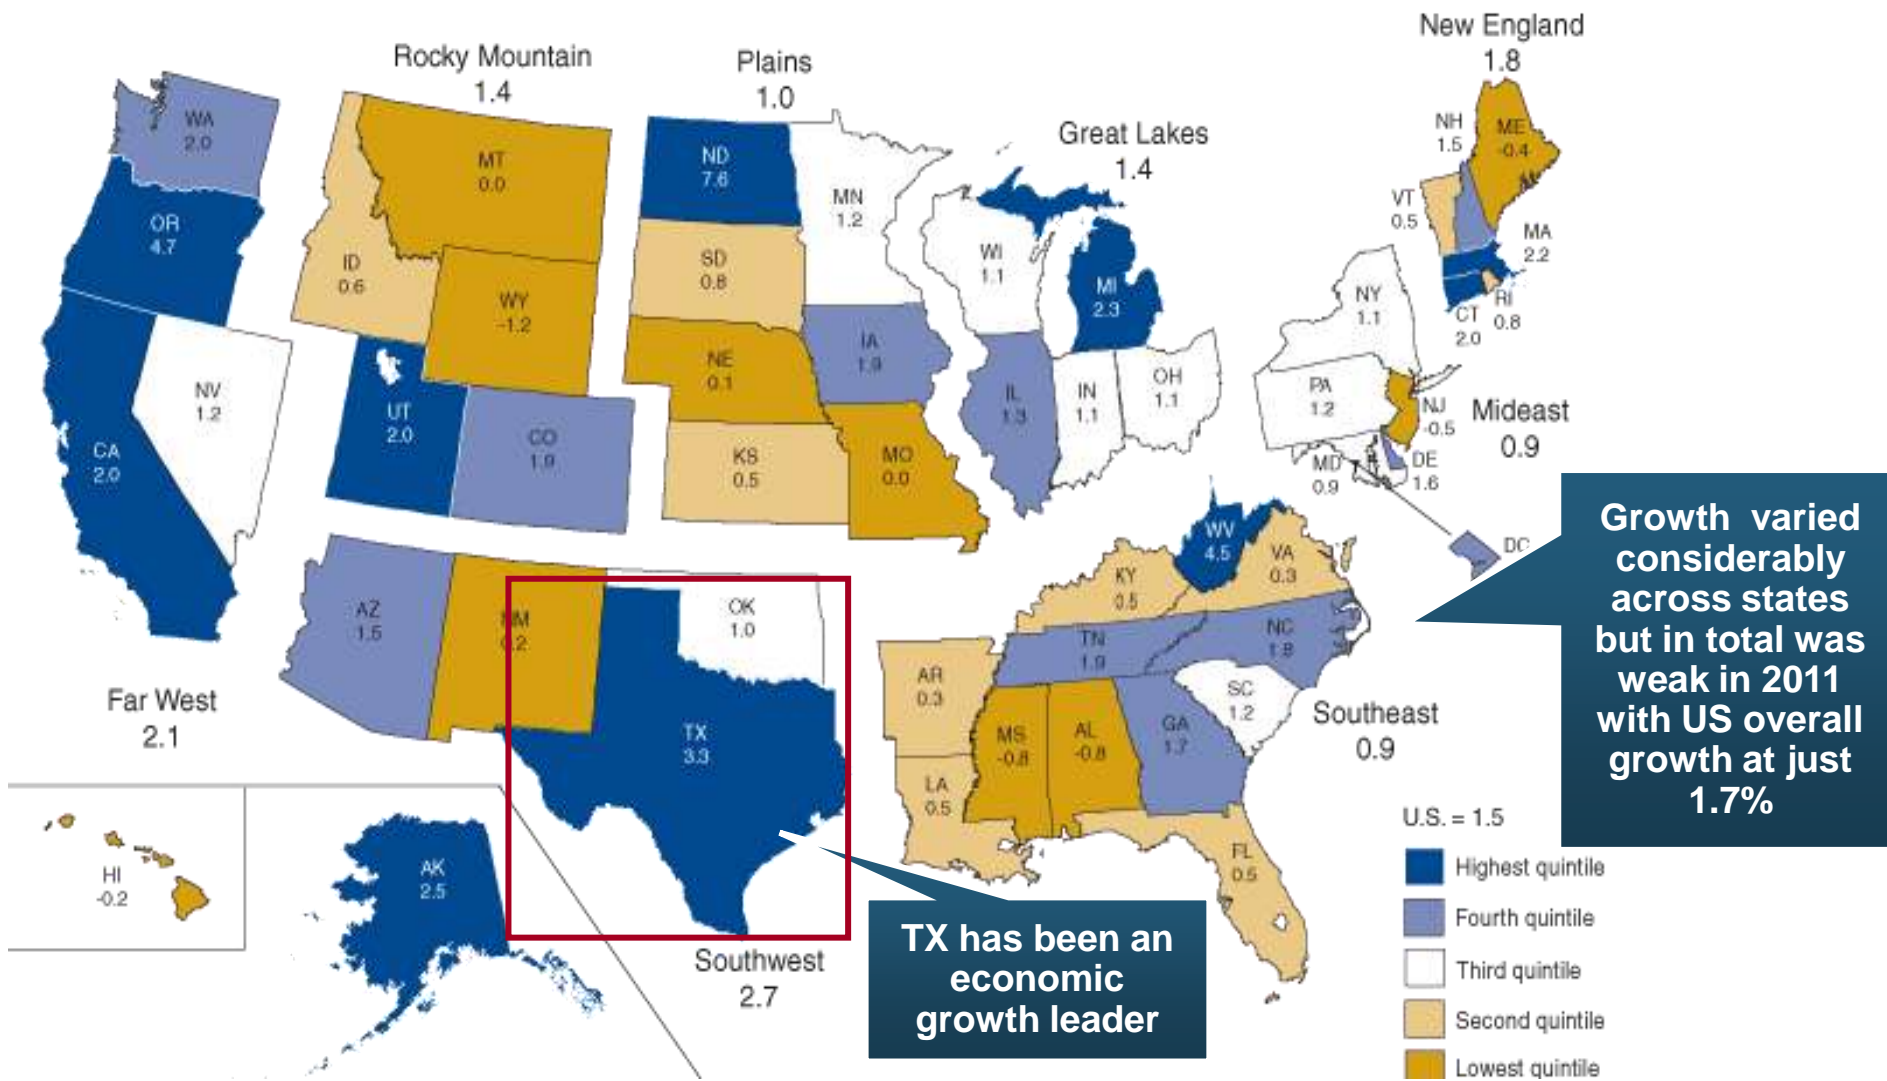 New England
1.8
Rocky Mountain
1.4
Plains
1.0
Great Lakes
1.4
WA
2.0
OR
4.7
CA
2.0
NV
1.2
ID
0.6
MT
0.0
WY
-1.2
UT
2.0
CO
1.9
ND
7.6
SD
0.8
NE
0.1
KS
0.5
MN
1.2
IA
1.9
MO
0.0
WI
1.1
MI
2.3
IL
1.3
IN
1.1
OH
1.1
NH
1.5
ME
-0.4
VT
0.5
MA
2.2
RI
0.8
CT
2.0
NY
1.1
PA
1.2
NJ
-0.5
Mideast
0.9
MD
0.9
DE
1.6
WV
4.5
VA
0.3
KY
0.5
TN
1.9
NC
1.8
SC
1.2
GA
1.7
AL
-0.8
MS
-0.8
AR
0.3
LA
0.5
FL
0.5
Southeast
0.9
AZ
1.5
NM
OK
1.0
TX
3.3
Far West
2.1
Southwest
2.7
HI
-0.2
AK
2.5
TX has been an
economic
growth leader
Growth varied
considerably
across states
but in total was
weak in 2011
with US overall
growth at just
1.7%
U.S. = 1.5
Highest quintile
Fourth quintile
Third quintile
Second quintile
Lowest quintile